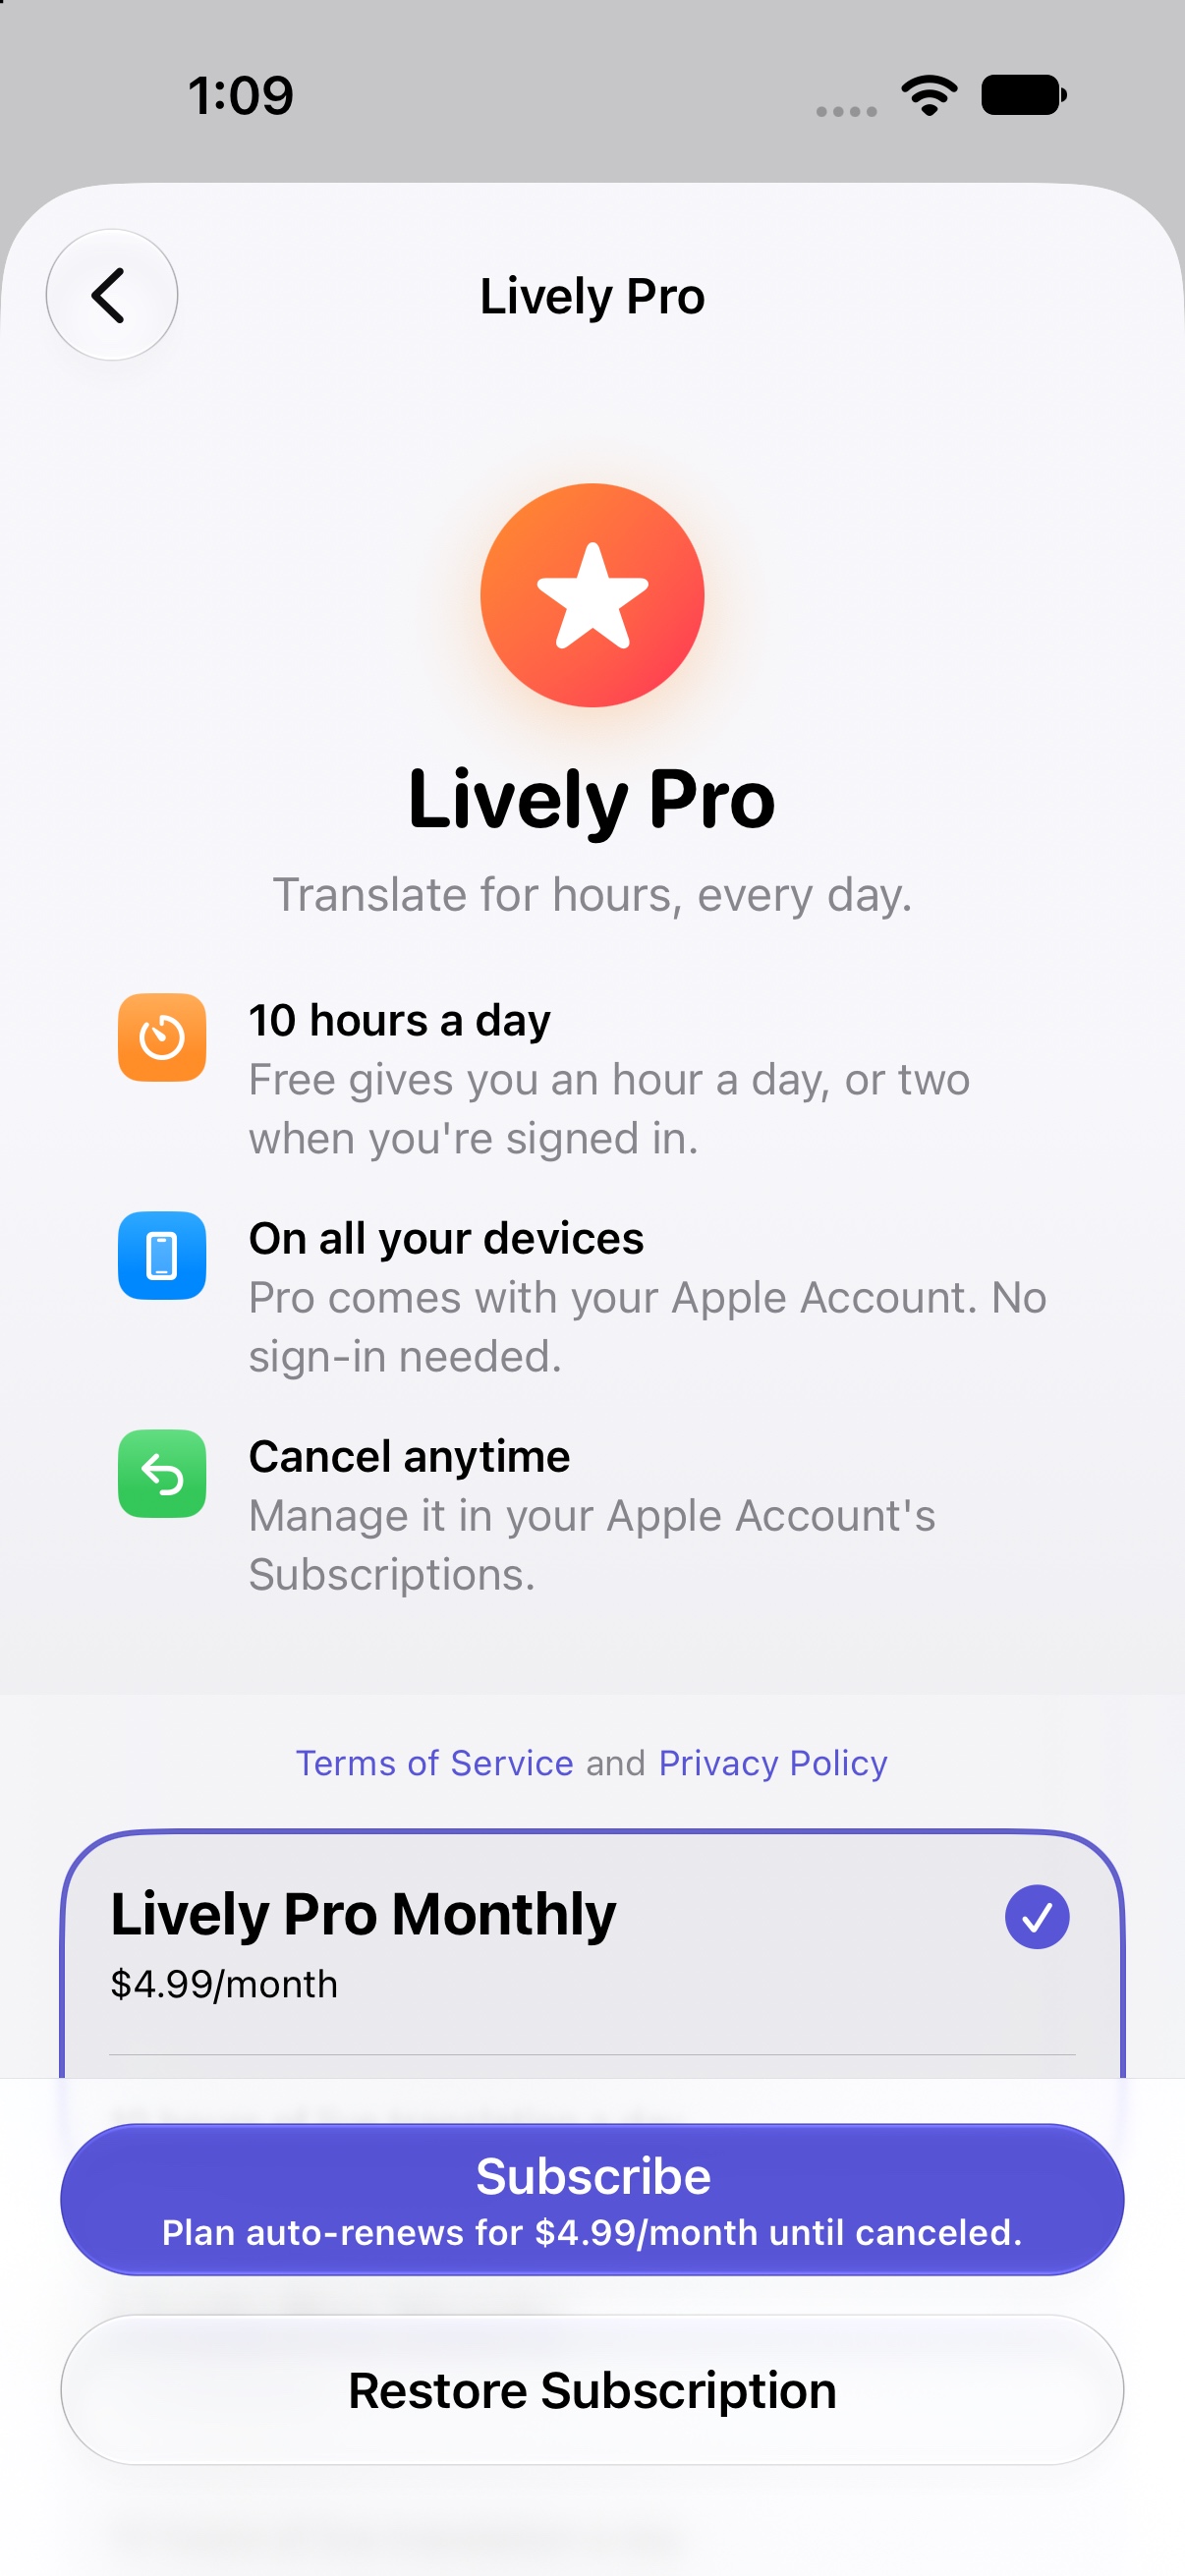 1:09
Lively Pro
Lively Pro
Translate for hours, every day.
10 hours a day
Free gives you an hour a day, or two
when you're signed in.
On all your devices
Pro comes with your Apple Account. No
sign-in needed.
Cancel anytime
Manage it in your Apple Account's
Subscriptions.
Terms of Service and Privacy Policy
Lively Pro Monthly
$4.99/month
Subscribe
Plan auto-renews for $4.99/month until canceled.
Restore Subscription